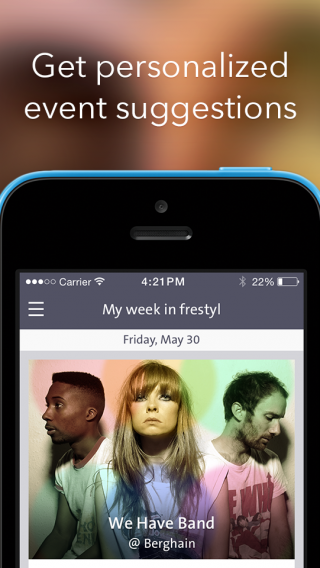 Get personalized
event suggestions
Carrier 4:21PM 22%
My week in frestyl
Friday, May 30
We Have Band
@ Berghain